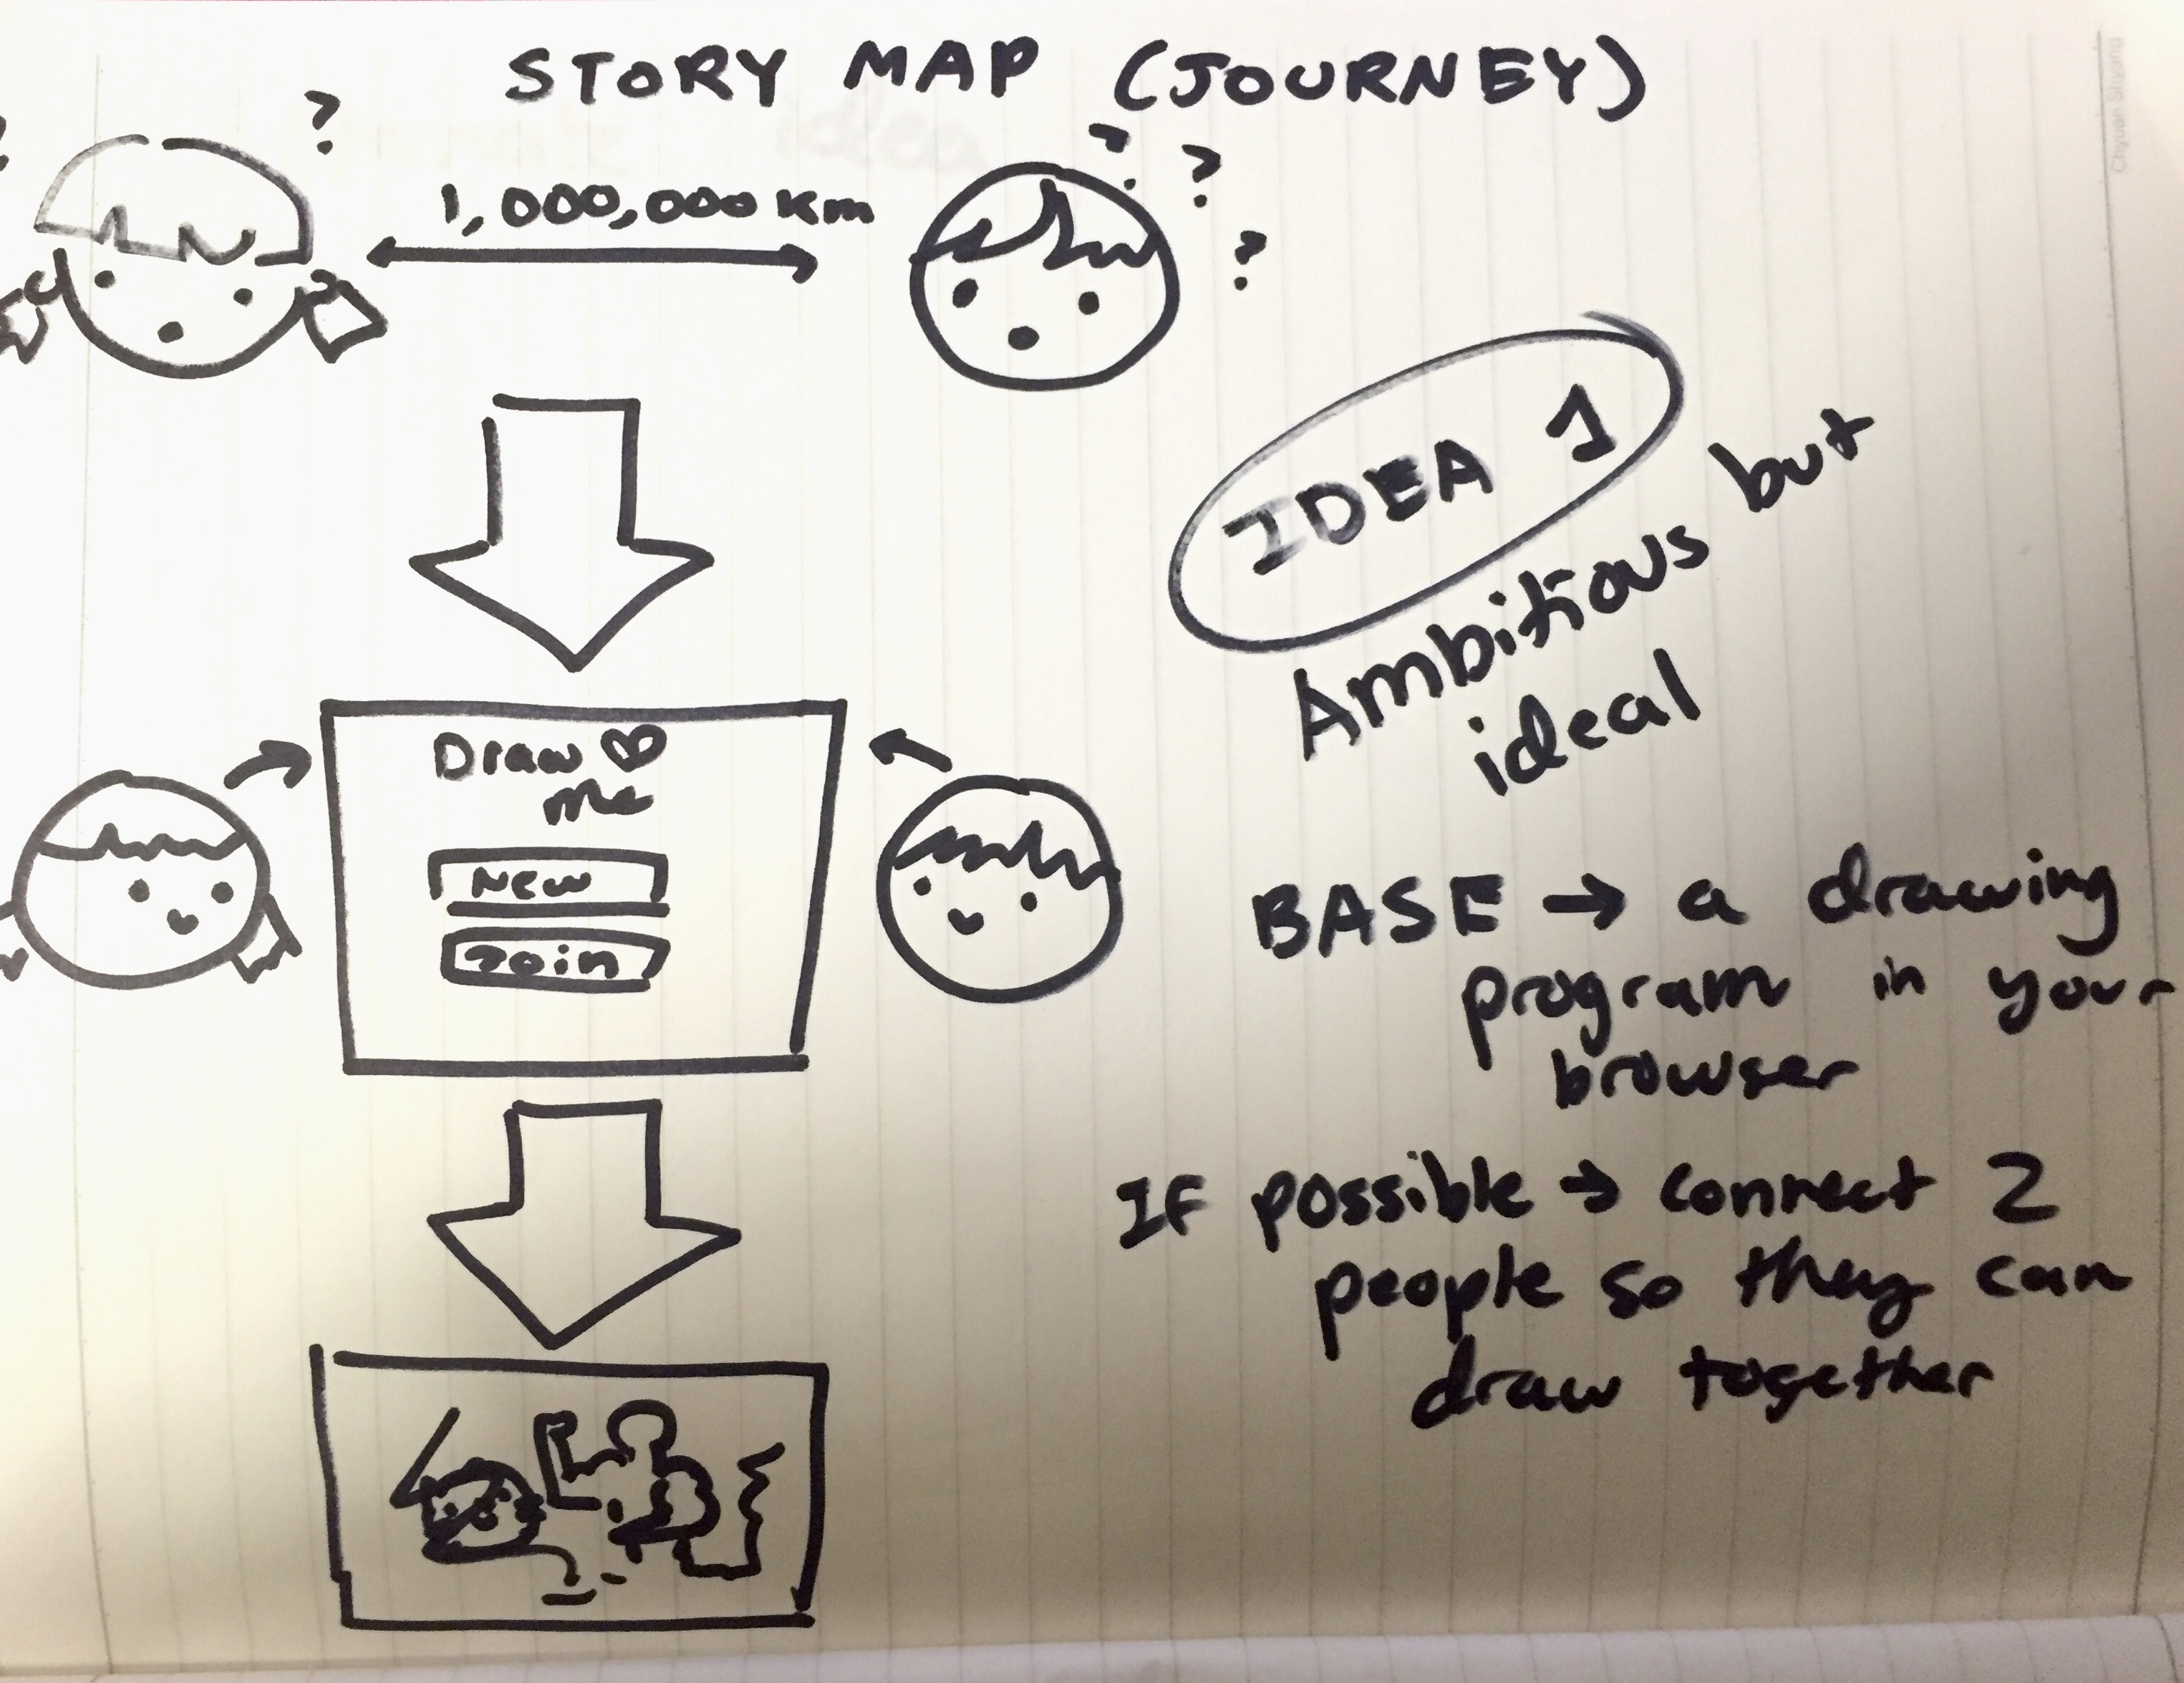 STORY MAP (JOURNEY)
?
? ?
?
1,000,000 Km
IDEA 1
Ambitious but
ideal
Draw ♡
me
New
Join
BASE → a drawing
program in your
browser
IF possible → connect 2
people so they can
draw together